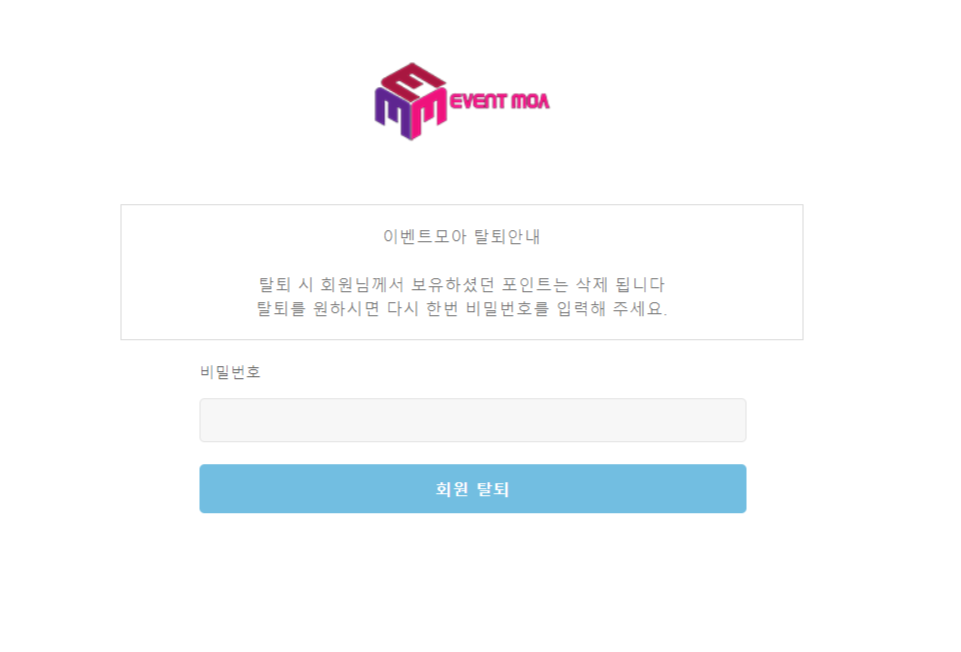 EVENT MOA
이벤트모아 탈퇴안내
탈퇴 시 회원님께서 보유하셨던 포인트는 삭제 됩니다
탈퇴를 원하시면 다시 한번 비밀번호를 입력해 주세요.
비밀번호
회원 탈퇴